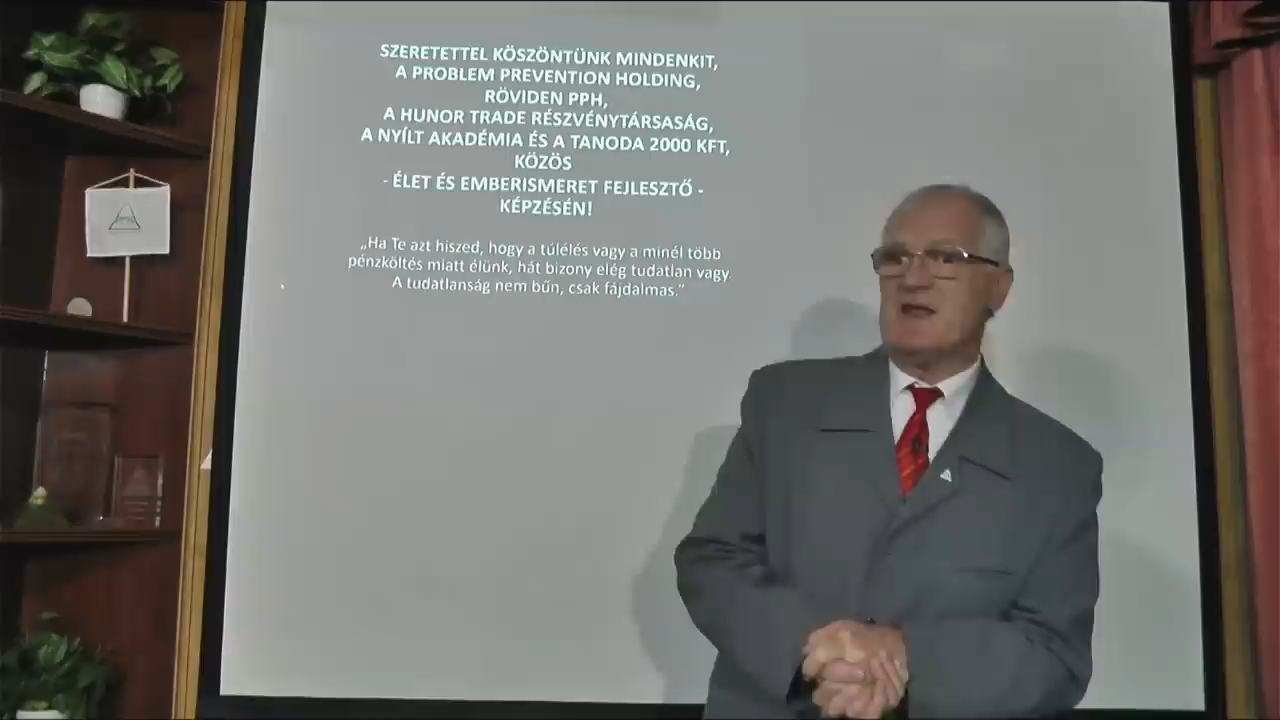 SZERETETTEL KÖSZÖNTÜNK MINDENKIT,
A PROBLEM PREVENTION HOLDING,
RÖVIDEN PPH,
A HUNOR TRADE RÉSZVÉNYTÁRSASÁG,
A NYÍLT AKADÉMIA ÉS A TANODA 2000 KFT,
KÖZÖS
- ÉLET ÉS EMBERISMERET FEJLESZTŐ -
KÉPZÉSÉN!
„Ha Te azt hiszed, hogy a túlélés vagy a minél több
pénzköltés miatt élünk, hát bizony elég tudatlan vagy.
A tudatlanság nem bűn, csak fájdalmas.”